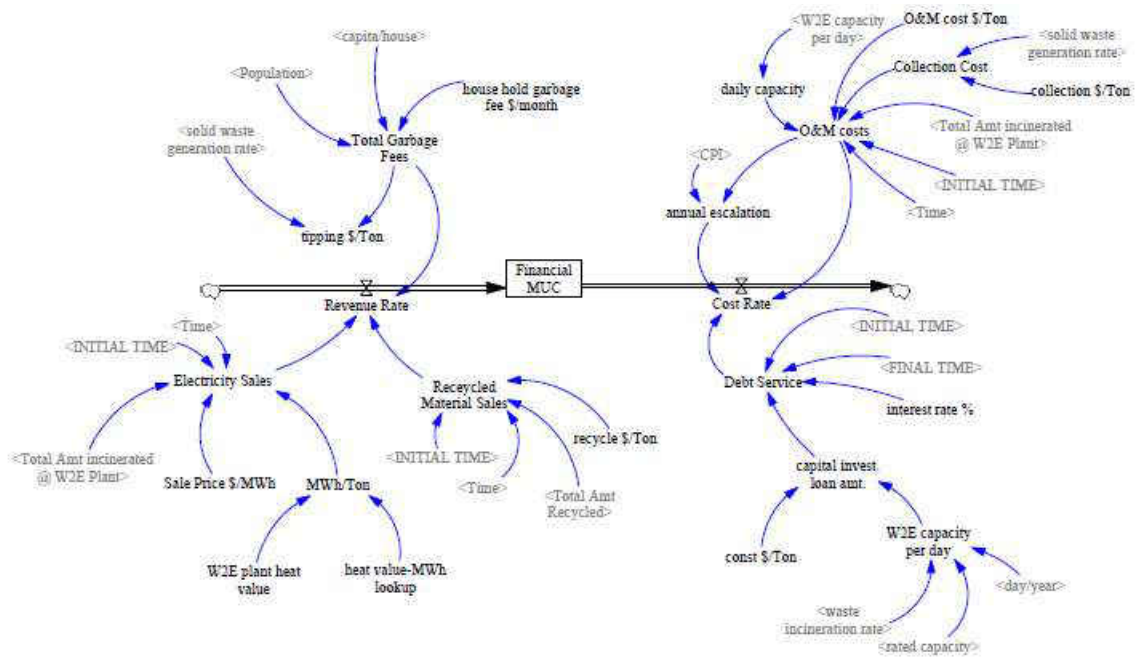 <W2E capacity
per day>
O&M cost $/Ton
<capita/house>
<solid waste
generation rate>
<Population>
Collection Cost
house hold garbage
fee $/month
daily capacity
collection $/Ton
<solid waste
generation rate>
Total Garbage
Fees
O&M costs
<Total Amt incinerated
@ W2E Plant>
<CPI>
<INITIAL TIME>
annual escalation
<Time>
tipping $/Ton
Financial
MUC
Revenue Rate
Cost Rate
<Time>
<INITIAL TIME>
<INITIAL TIME>
<FINAL TIME>
Electricity Sales
Debt Service
Receycled
Material Sales
interest rate %
recycle $/Ton
<Total Amt incinerated
@ W2E Plant>
<INITIAL TIME>
Sale Price $/MWh
MWh/Ton
<Time>
<Total Amt
Recycled>
capital invest
loan amt.
W2E plant heat
value
heat value-MWh
lookup
const $/Ton
W2E capacity
per day
<day/year>
<waste
incineration rate>
<rated capacity>